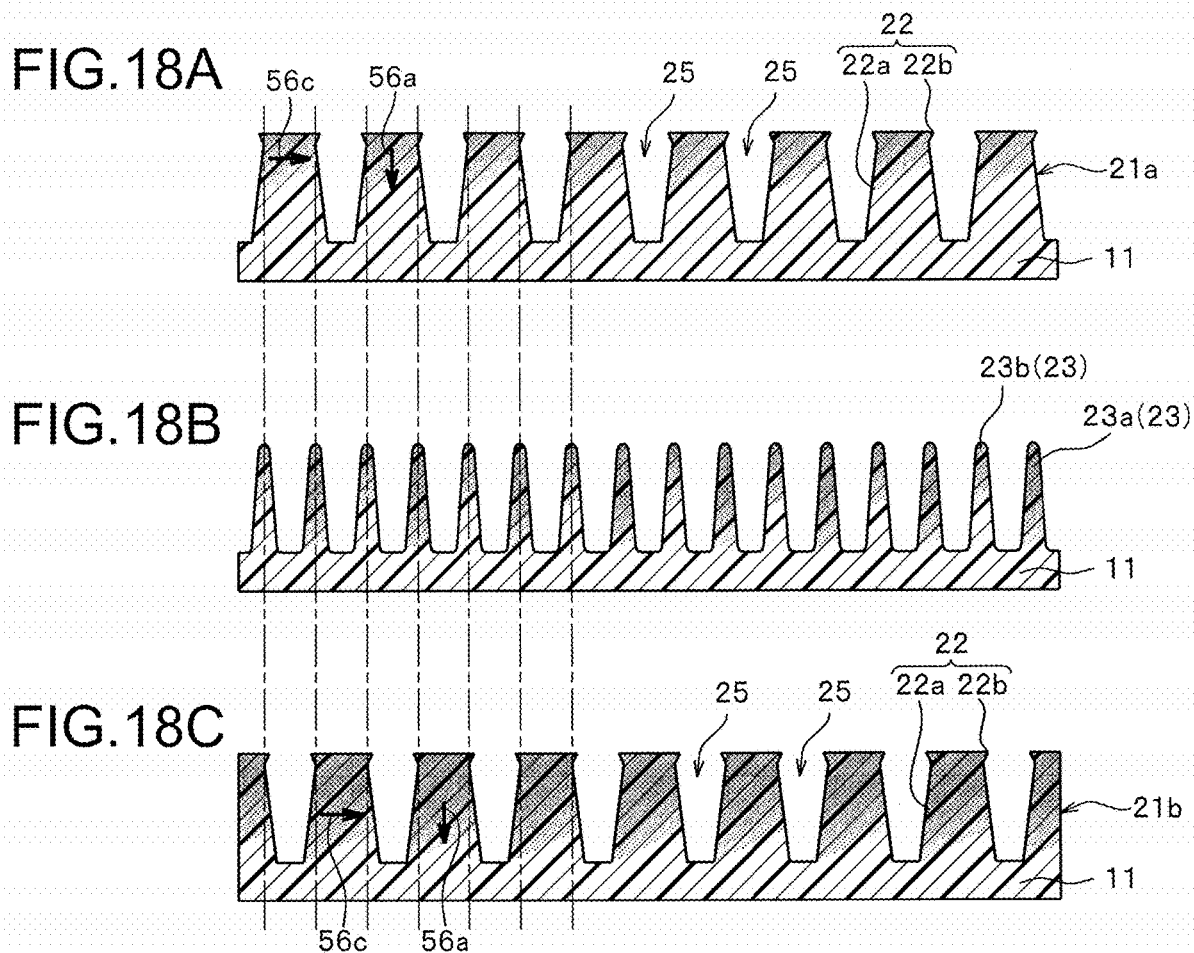 FIG.18A
22
56c 56a 25 25 22a 22b
21a
11
23b(23)
FIG.18B
23a(23)
11
22
FIG.18C
25 25 22a 22b
21b
11
56c 56a